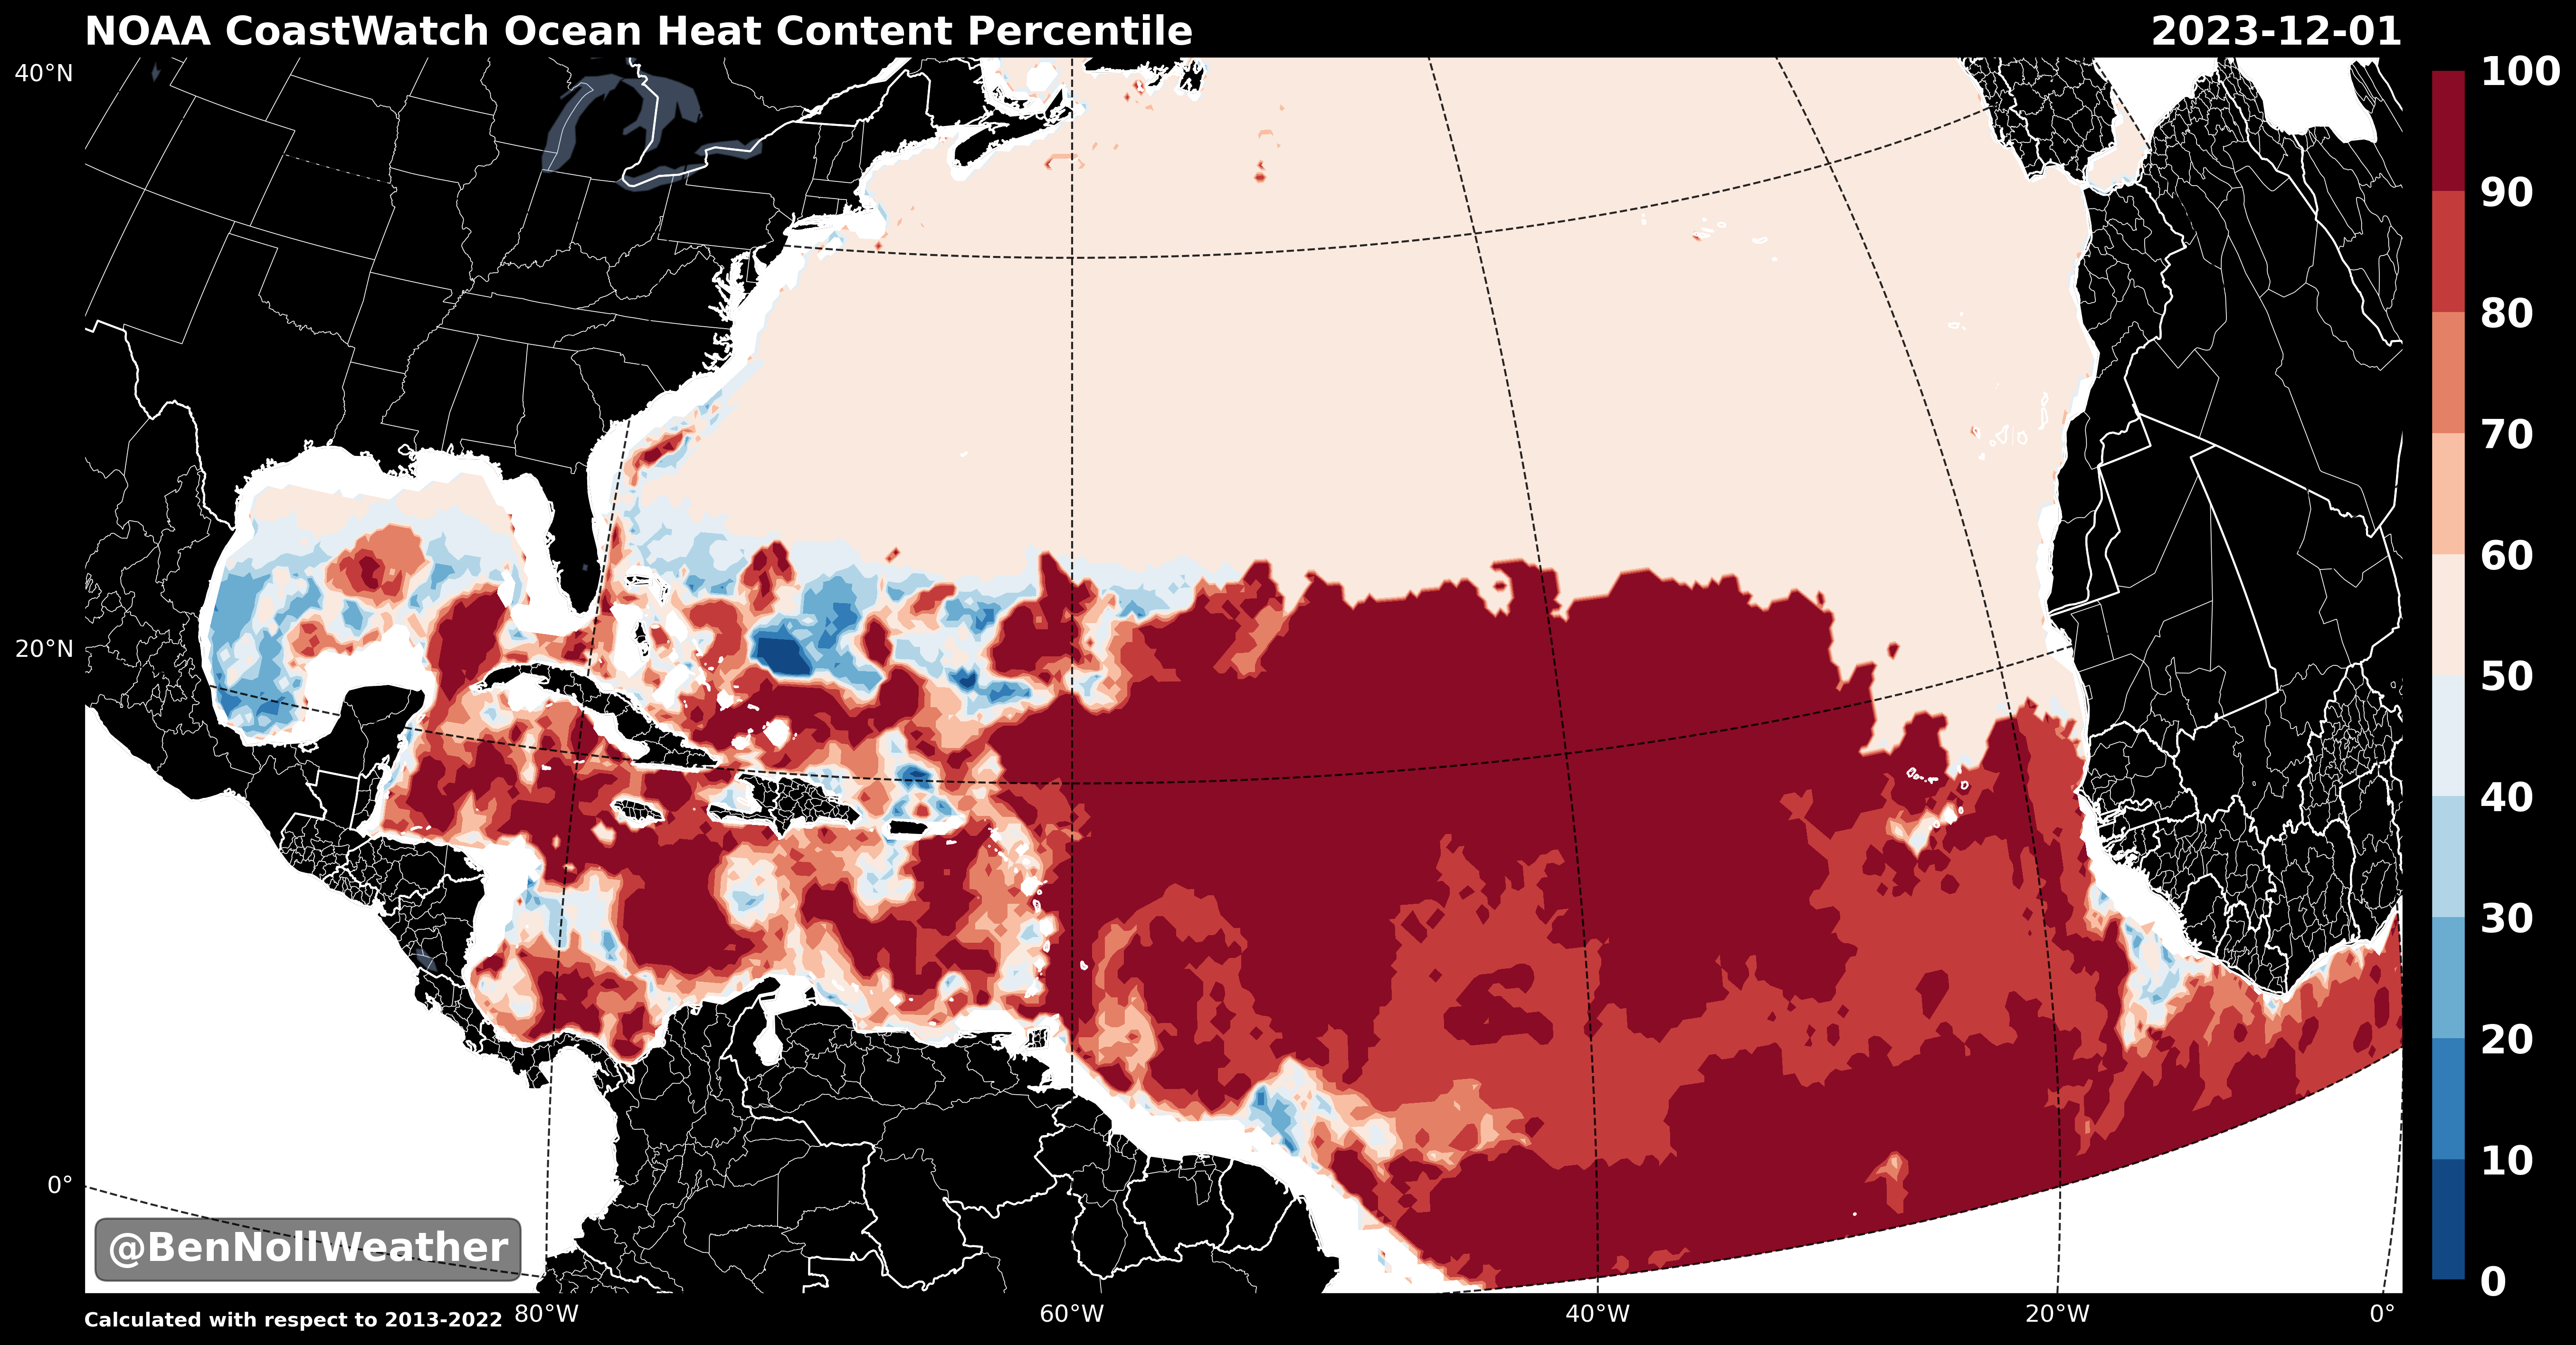 NOAA CoastWatch Ocean Heat Content Percentile 2023-12-01
40°N
20°N
0°
100
90
80
70
60
50
40
30
20
10
0
@BenNollWeather
Calculated with respect to 2013-2022
80°W 60°W 40°W 20°W 0°